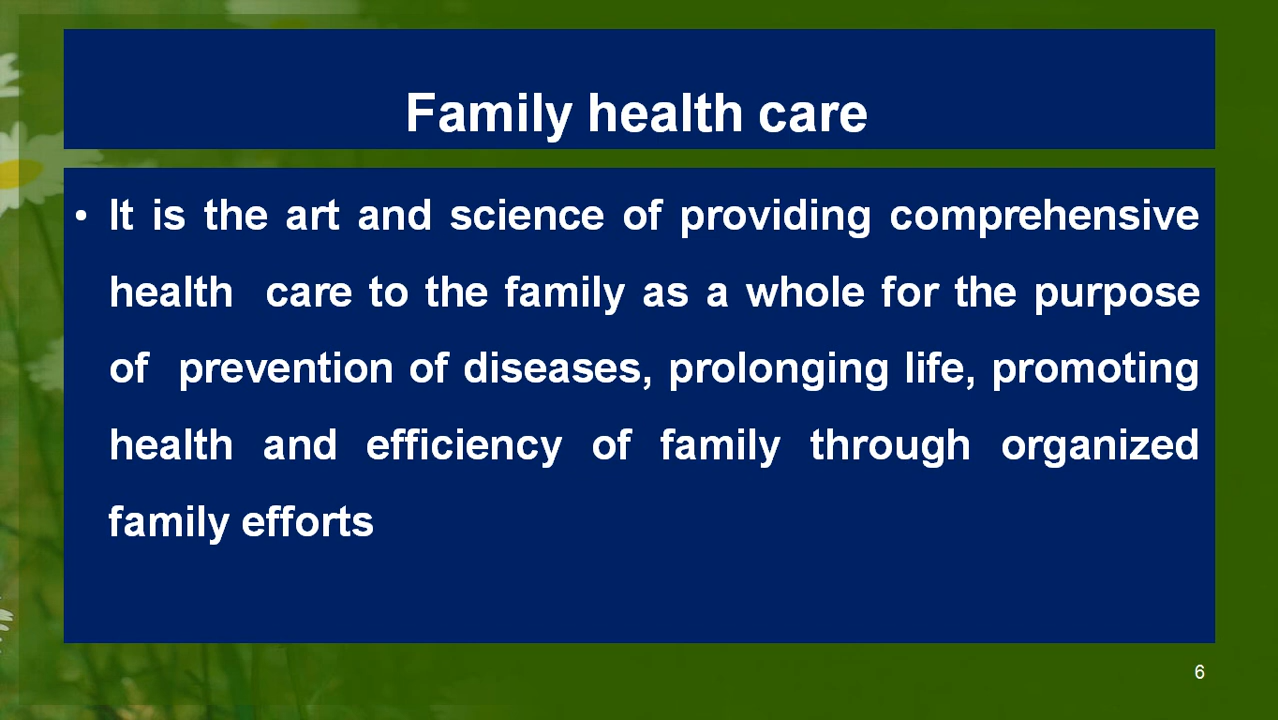 Family health care
• It is the art and science of providing comprehensive
health care to the family as a whole for the purpose
of prevention of diseases, prolonging life, promoting
health and efficiency of family through organized
family efforts
6